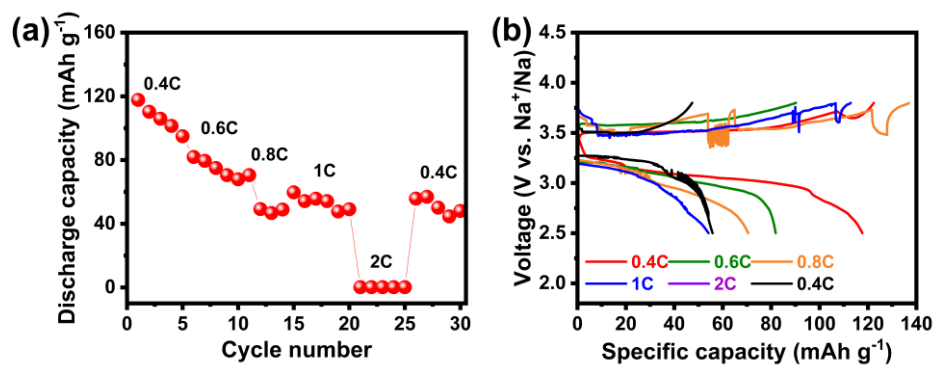 (a)
Discharge capacity (mAh g⁻¹)
160
120
80
40
0
0.4C
0.6C
0.8C
1C
2C
0.4C
0 5 10 15 20 25 30
Cycle number
(b)
Voltage (V vs. Na⁺/Na)
4.5
4.0
3.5
3.0
2.5
2.0
0.4C 0.6C 0.8C
1C 2C 0.4C
0 20 40 60 80 100 120 140
Specific capacity (mAh g⁻¹)